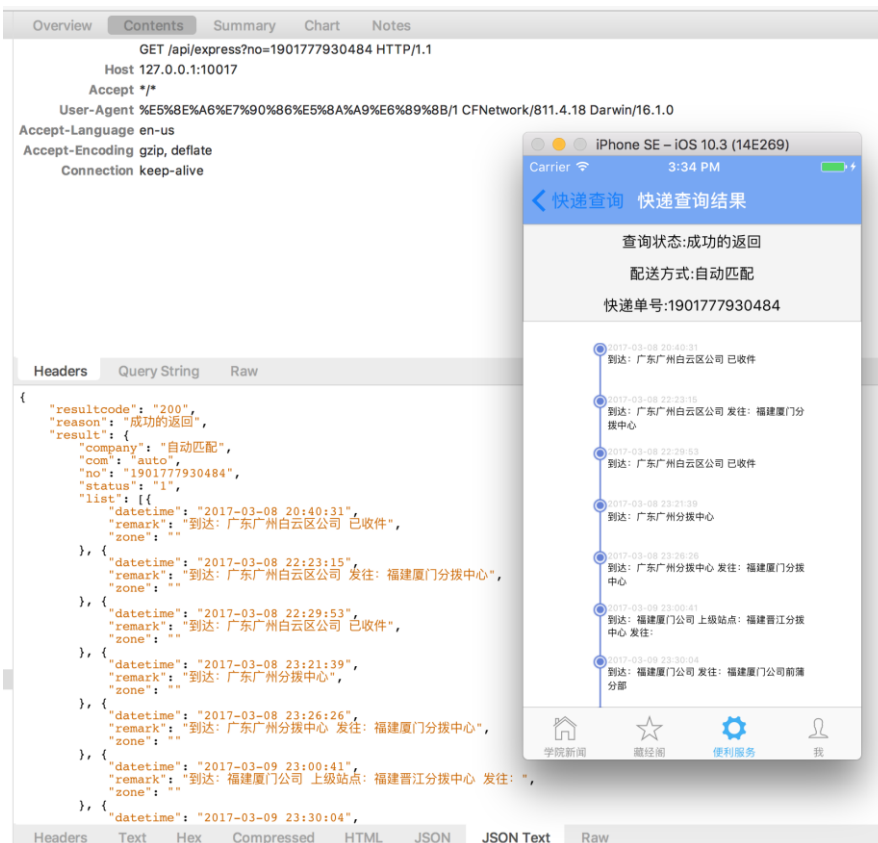 Overview Contents Summary Chart Notes
GET /api/express?no=1901777930484 HTTP/1.1
Host 127.0.0.1:10017
Accept */*
User-Agent %E5%8E%A6%E7%90%86%E5%8A%A9%E6%89%8B/1 CFNetwork/811.4.18 Darwin/16.1.0
Accept-Language en-us
Accept-Encoding gzip, deflate
Connection keep-alive
Headers Query String Raw
{
"resultcode": "200",
"reason": "成功的返回",
"result": {
"company": "自动匹配",
"com": "auto",
"no": "1901777930484",
"status": "1",
"list": [{
"datetime": "2017-03-08 20:40:31",
"remark": "到达：广东广州白云区公司 已收件",
"zone": ""
}, {
"datetime": "2017-03-08 22:23:15",
"remark": "到达：广东广州白云区公司 发往：福建厦门分拨中心",
"zone": ""
}, {
"datetime": "2017-03-08 22:29:53",
"remark": "到达：广东广州白云区公司 已收件",
"zone": ""
}, {
"datetime": "2017-03-08 23:21:39",
"remark": "到达：广东广州分拨中心",
"zone": ""
}, {
"datetime": "2017-03-08 23:26:26",
"remark": "到达：广东广州分拨中心 发往：福建厦门分拨中心",
"zone": ""
}, {
"datetime": "2017-03-09 23:00:41",
"remark": "到达：福建厦门公司 上级站点：福建晋江分拨中心 发往：",
"zone": ""
}, {
"datetime": "2017-03-09 23:30:04",
Headers Text Hex Compressed HTML JSON JSON Text Raw
iPhone SE – iOS 10.3 (14E269)
Carrier 3:34 PM
快递查询 快递查询结果
查询状态:成功的返回
配送方式:自动匹配
快递单号:1901777930484
2017-03-08 20:40:31
到达：广东广州白云区公司 已收件
2017-03-08 22:23:15
到达：广东广州白云区公司 发往：福建厦门分
拨中心
2017-03-08 22:29:53
到达：广东广州白云区公司 已收件
2017-03-08 23:21:39
到达：广东广州分拨中心
2017-03-08 23:26:26
到达：广东广州分拨中心 发往：福建厦门分拨
中心
2017-03-09 23:00:41
到达：福建厦门公司 上级站点：福建晋江分拨
中心 发往：
2017-03-09 23:30:04
到达：福建厦门公司 发往：福建厦门公司前蒲
分部
学院新闻 藏经阁 便利服务 我